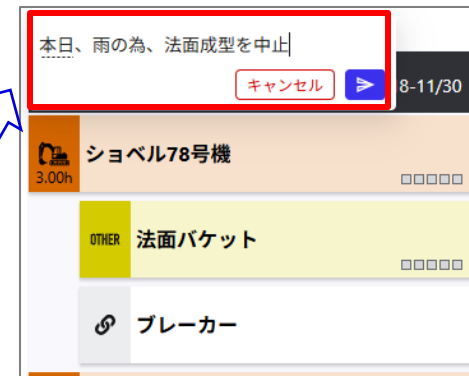 本日、雨の為、法面成型を中止
キャンセル
8-11/30
ショベル78号機
3.00h
OTHER 法面バケット
ブレーカー